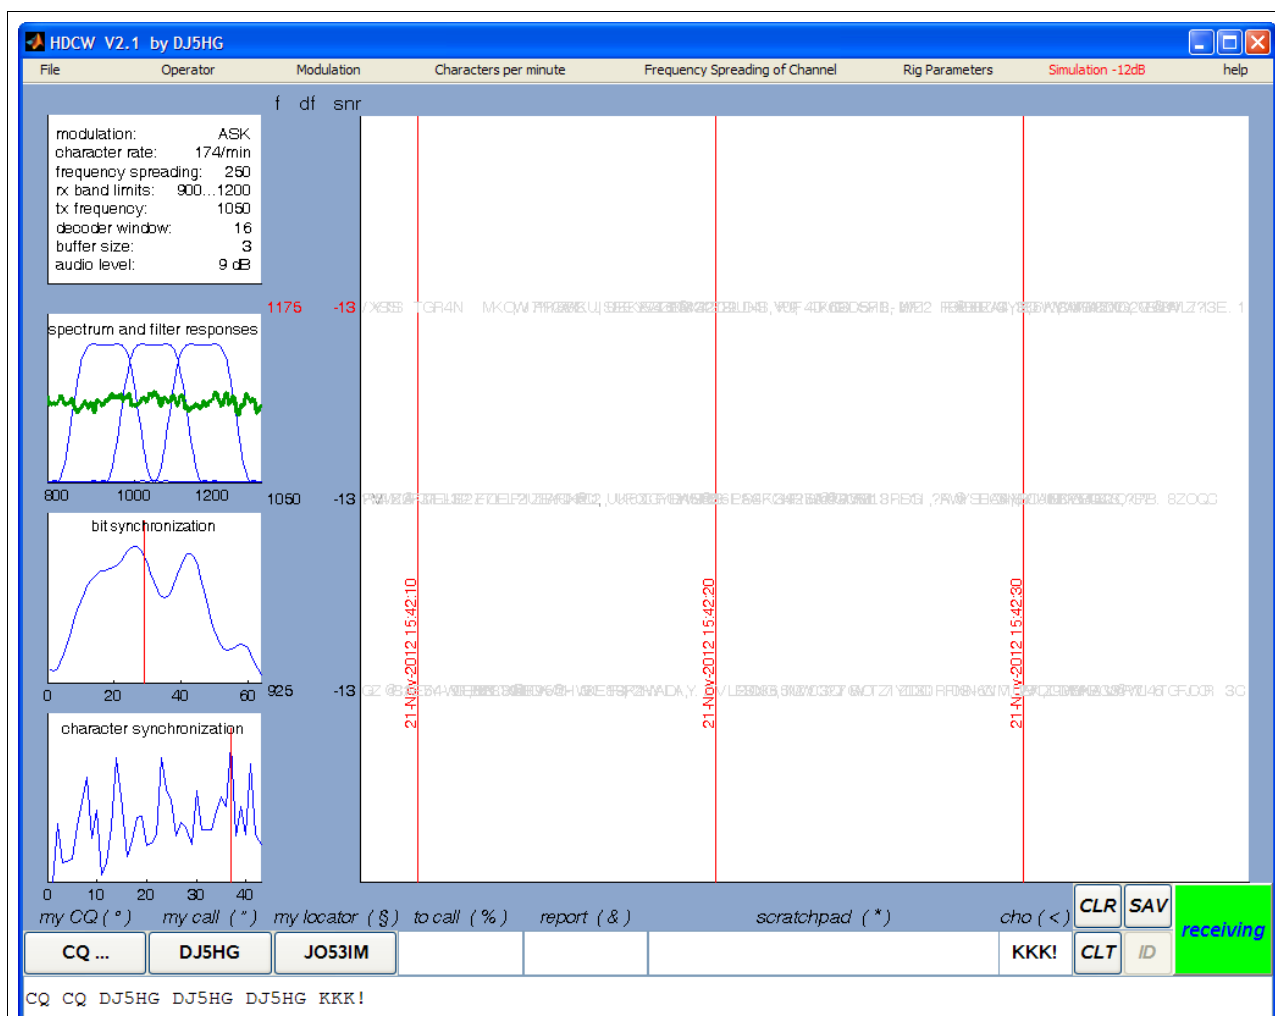 HDCW V2.1 by DJ5HG
File Operator Modulation Characters per minute Frequency Spreading of Channel Rig Parameters Simulation -12dB help
f df snr
modulation: ASK
character rate: 174/min
frequency spreading: 250
rx band limits: 900...1200
tx frequency: 1050
decoder window: 16
buffer size: 3
audio level: 9 dB
1175 -13
spectrum and filter responses
800 1000 1200
1050 -13
bit synchronization
0 20 40 60
925 -13
21-Nov-2012 15:42:10
21-Nov-2012 15:42:20
21-Nov-2012 15:42:30
character synchronization
0 10 20 30 40
my CQ ( ° ) my call ( " ) my locator ( § ) to call ( % ) report ( & ) scratchpad ( * ) cho ( < )
CLR SAV
receiving
CQ ... DJ5HG JO53IM KKK! CLT ID
CQ CQ DJ5HG DJ5HG DJ5HG KKK!